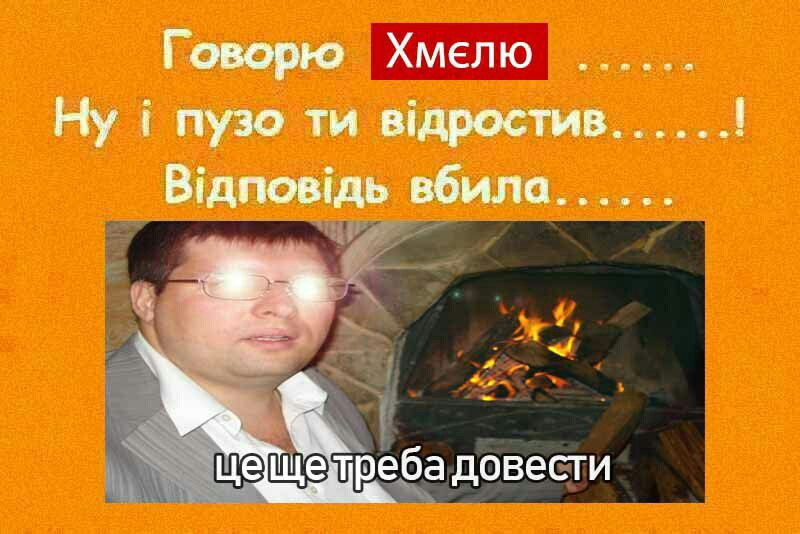 Говорю Хмєлю ......
Ну і пузо ти відростив......!
Відповідь вбила......
це ще треба довести